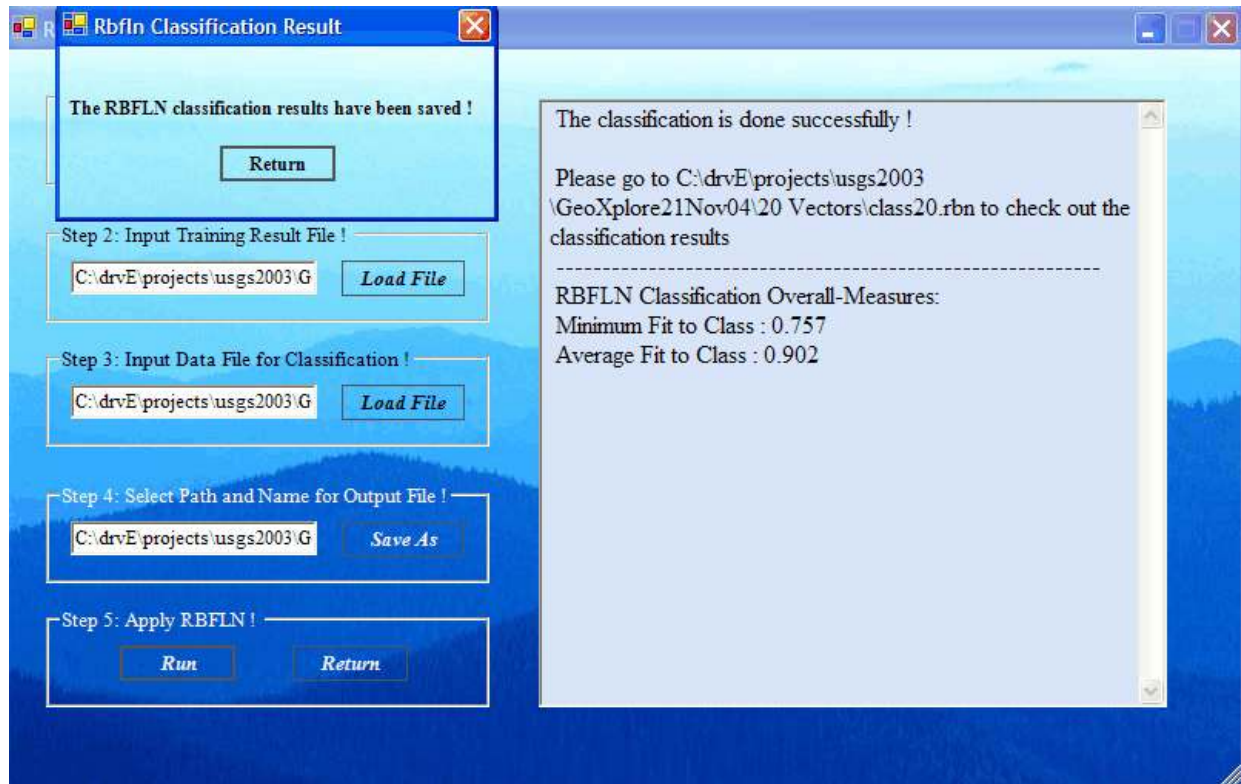 R
Rbfln Classification Result
The RBFLN classification results have been saved !
Return
Step 2: Input Training Result File !
C:\drvE\projects\usgs2003\G
Load File
Step 3: Input Data File for Classification !
C:\drvE\projects\usgs2003\G
Load File
Step 4: Select Path and Name for Output File !
C:\drvE\projects\usgs2003\G
Save As
Step 5: Apply RBFLN !
Run
Return
The classification is done successfully !
Please go to C:\drvE\projects\usgs2003
\GeoXplore21Nov04\20 Vectors\class20.rbn to check out the
classification results
-----------------------------------------------------------
RBFLN Classification Overall-Measures:
Minimum Fit to Class : 0.757
Average Fit to Class : 0.902